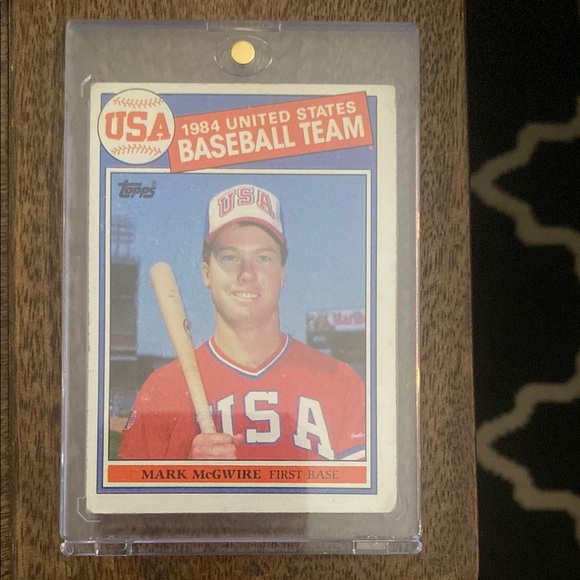 USA
1984 UNITED STATES
BASEBALL TEAM
topps
USA
USA
MARK McGWIRE FIRST BASE